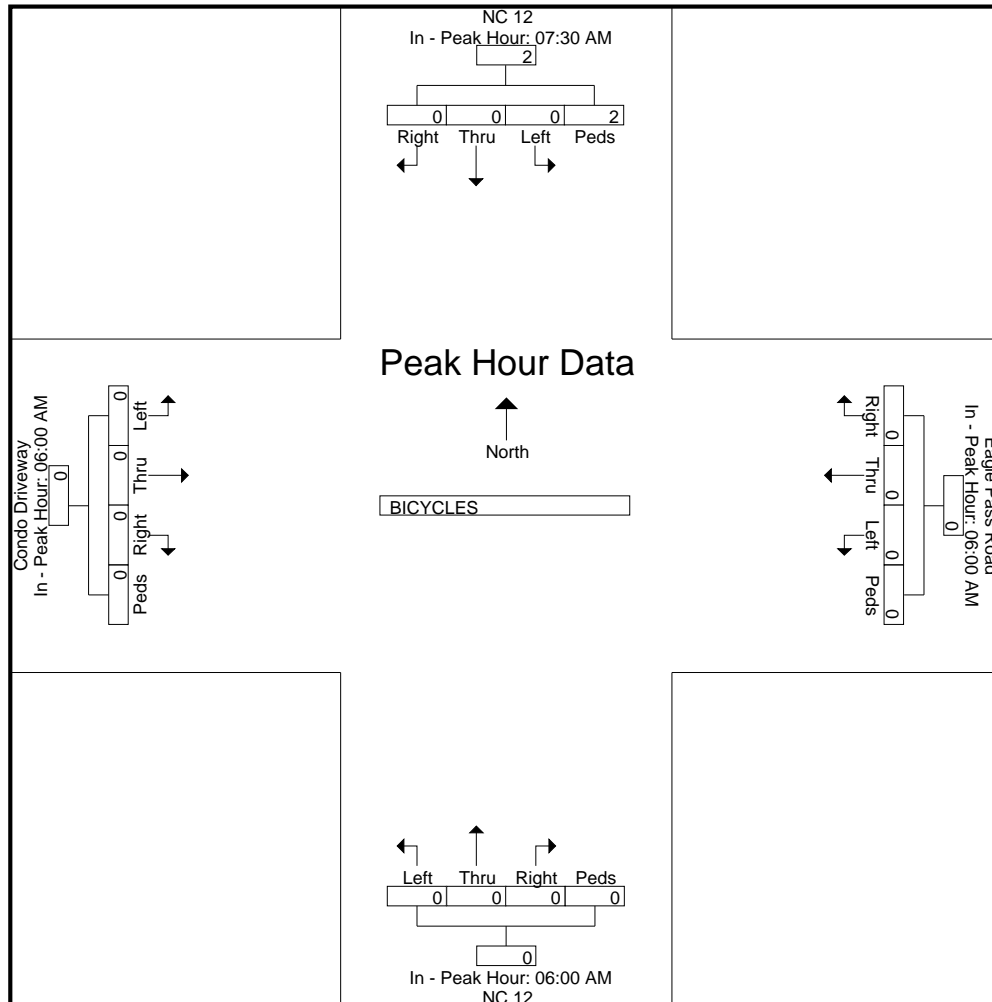 NC 12
In - Peak Hour: 07:30 AM
2
0 0 0 2
Right Thru Left Peds
Peak Hour Data
North
BICYCLES
Condo Driveway
In - Peak Hour: 06:00 AM
0
0 0 0 0
Left Thru Right Peds
Eagle Pass Road
In - Peak Hour: 06:00 AM
0
0 0 0 0
Right Thru Left Peds
Left Thru Right Peds
0 0 0 0
0
In - Peak Hour: 06:00 AM
NC 12